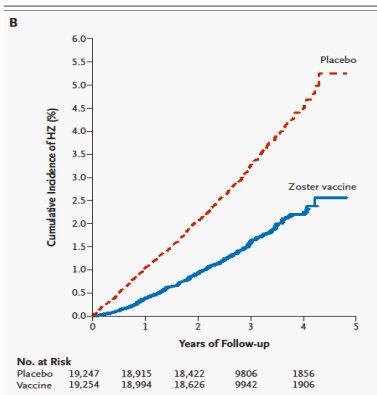 B
Cumulative Incidence of HZ (%)
6.0
5.5
5.0
4.5
4.0
3.5
3.0
2.5
2.0
1.5
1.0
0.5
0.0
Placebo
Zoster vaccine
0 1 2 3 4 5
Years of Follow-up
No. at Risk
Placebo 19,247 18,915 18,422 9806 1856
Vaccine 19,254 18,994 18,626 9942 1906